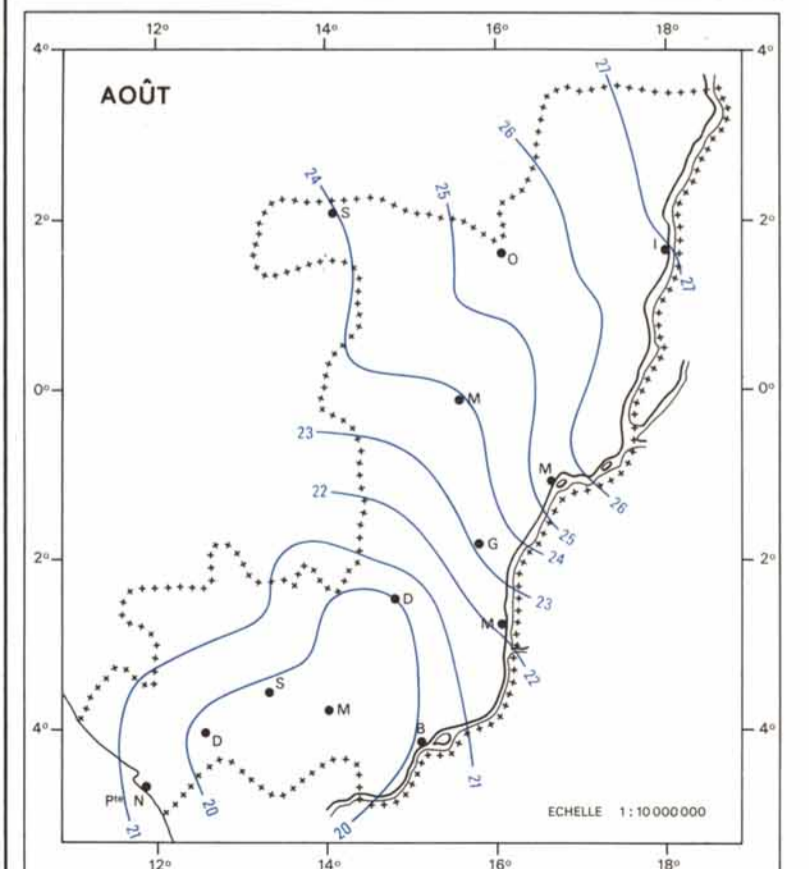 12° 14° 16° 18°
4° 4°
AOÛT
27
26
24 25
2° S 2°
I
O
27
0° M 0°
23
M
22 26
G 25
24
2° 2°
D 23
M
22
S
M
4° D B 4°
21
Pte N
20
ECHELLE 1:10 000 000
21 20
12° 14° 16° 18°